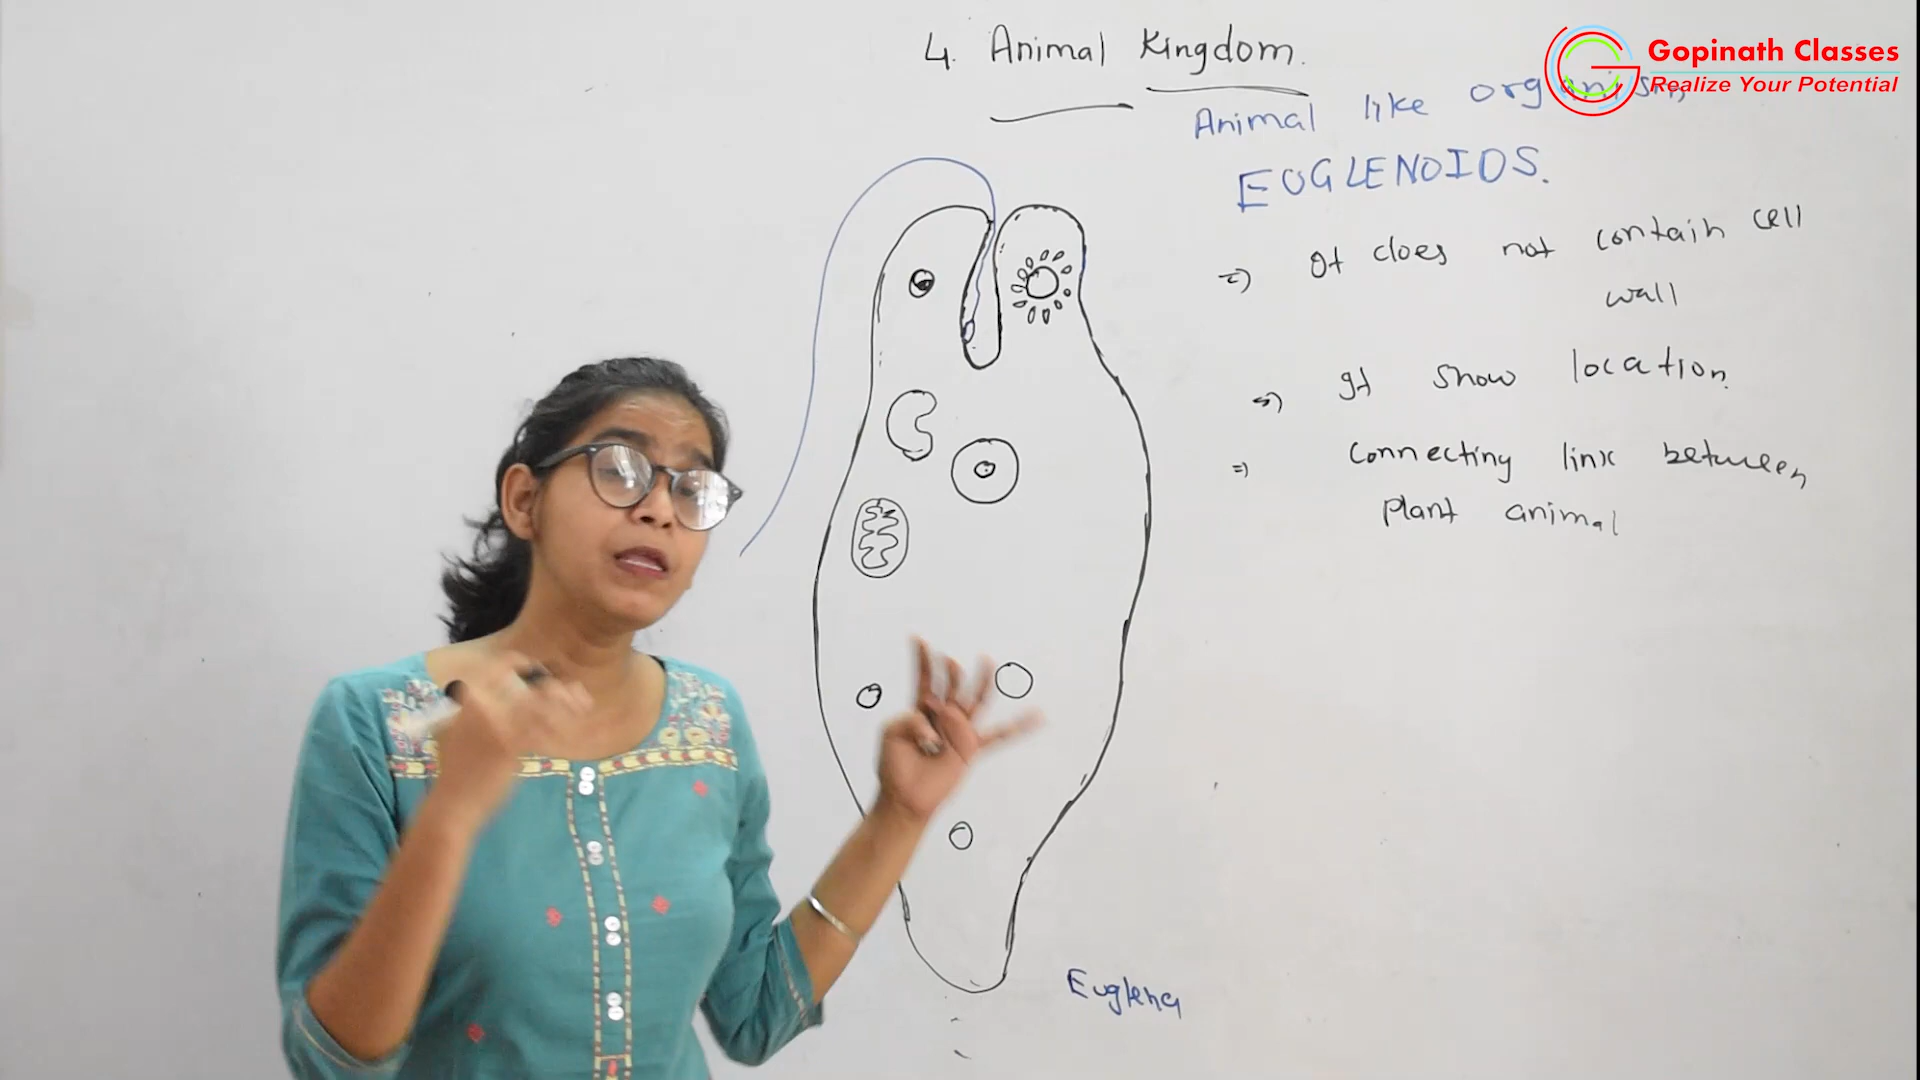 4. Animal Kingdom.
Gopinath Classes
Realize Your Potential
Animal like organism
EUGLENOIDS.
=) It does not contain cell
wall
=) It show location.
=) connecting link between
plant animal
Euglena